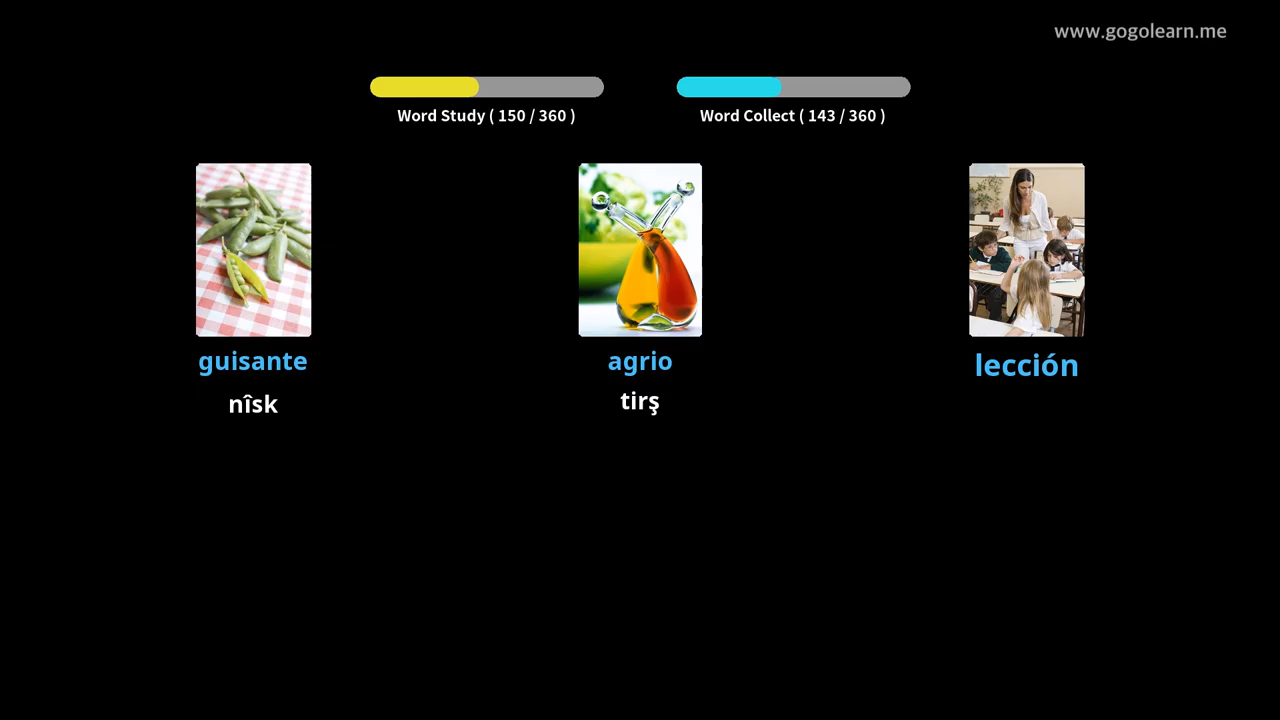 www.gogolearn.me
Word Study ( 150 / 360 )
Word Collect ( 143 / 360 )
guisante
nîsk
agrio
tirş
lección